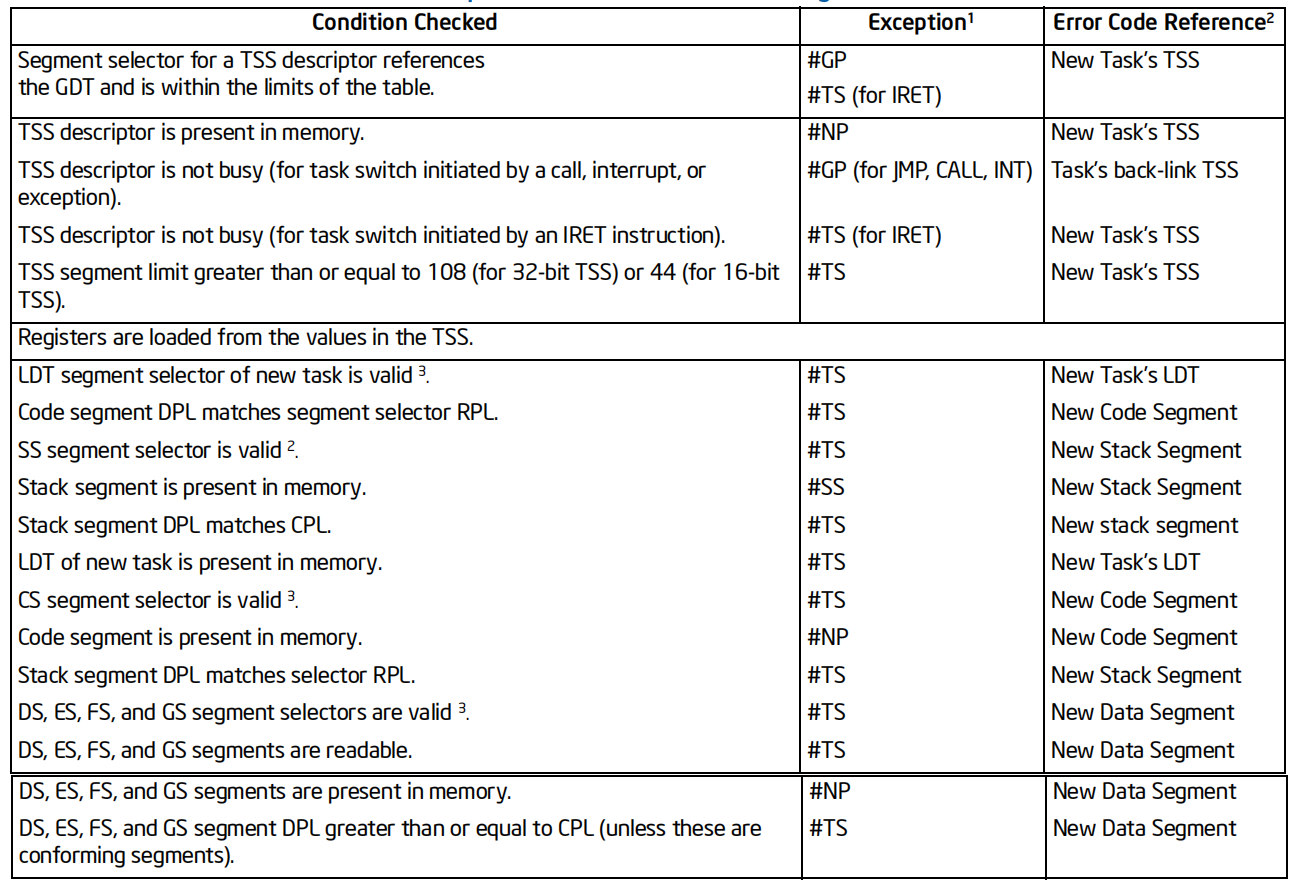 Condition Checked Exception1 Error Code Reference2
Segment selector for a TSS descriptor references #GP New Task's TSS
the GDT and is within the limits of the table.
#TS (for IRET)
TSS descriptor is present in memory. #NP New Task's TSS
TSS descriptor is not busy (for task switch initiated by a call, interrupt, or #GP (for JMP, CALL, INT) Task's back-link TSS
exception).
TSS descriptor is not busy (for task switch initiated by an IRET instruction). #TS (for IRET) New Task's TSS
TSS segment limit greater than or equal to 108 (for 32-bit TSS) or 44 (for 16-bit #TS New Task's TSS
TSS).
Registers are loaded from the values in the TSS.
LDT segment selector of new task is valid 3. #TS New Task's LDT
Code segment DPL matches segment selector RPL. #TS New Code Segment
SS segment selector is valid 2. #TS New Stack Segment
Stack segment is present in memory. #SS New Stack Segment
Stack segment DPL matches CPL. #TS New stack segment
LDT of new task is present in memory. #TS New Task's LDT
CS segment selector is valid 3. #TS New Code Segment
Code segment is present in memory. #NP New Code Segment
Stack segment DPL matches selector RPL. #TS New Stack Segment
DS, ES, FS, and GS segment selectors are valid 3. #TS New Data Segment
DS, ES, FS, and GS segments are readable. #TS New Data Segment
DS, ES, FS, and GS segments are present in memory. #NP New Data Segment
DS, ES, FS, and GS segment DPL greater than or equal to CPL (unless these are #TS New Data Segment
conforming segments).